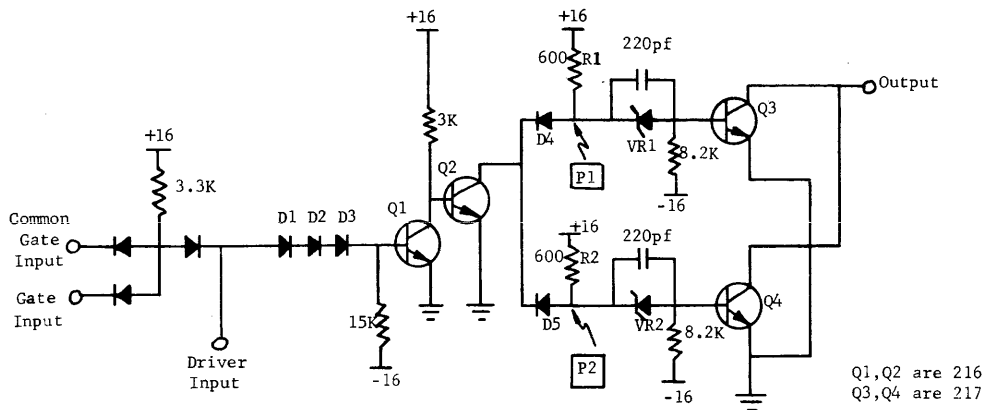 +16
+16
600
R1
220pf
Output
Q3
3K
D4
VR1
8.2K
P1
-16
Q2
+16
3.3K
Q1
D1 D2 D3
Common
Gate
Input
Gate
Input
+16
600
R2
220pf
Q4
D5
VR2
8.2K
15K
P2
-16
-16
Driver
Input
Q1,Q2 are 216
Q3,Q4 are 217